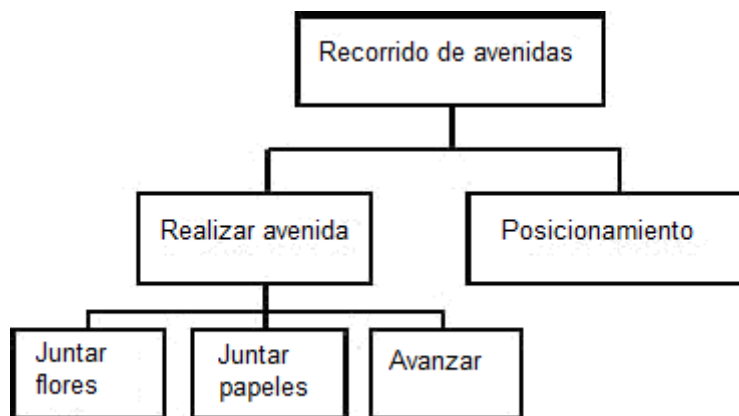 Recorrido de avenidas
Realizar avenida
Posicionamiento
Juntar
flores
Juntar
papeles
Avanzar